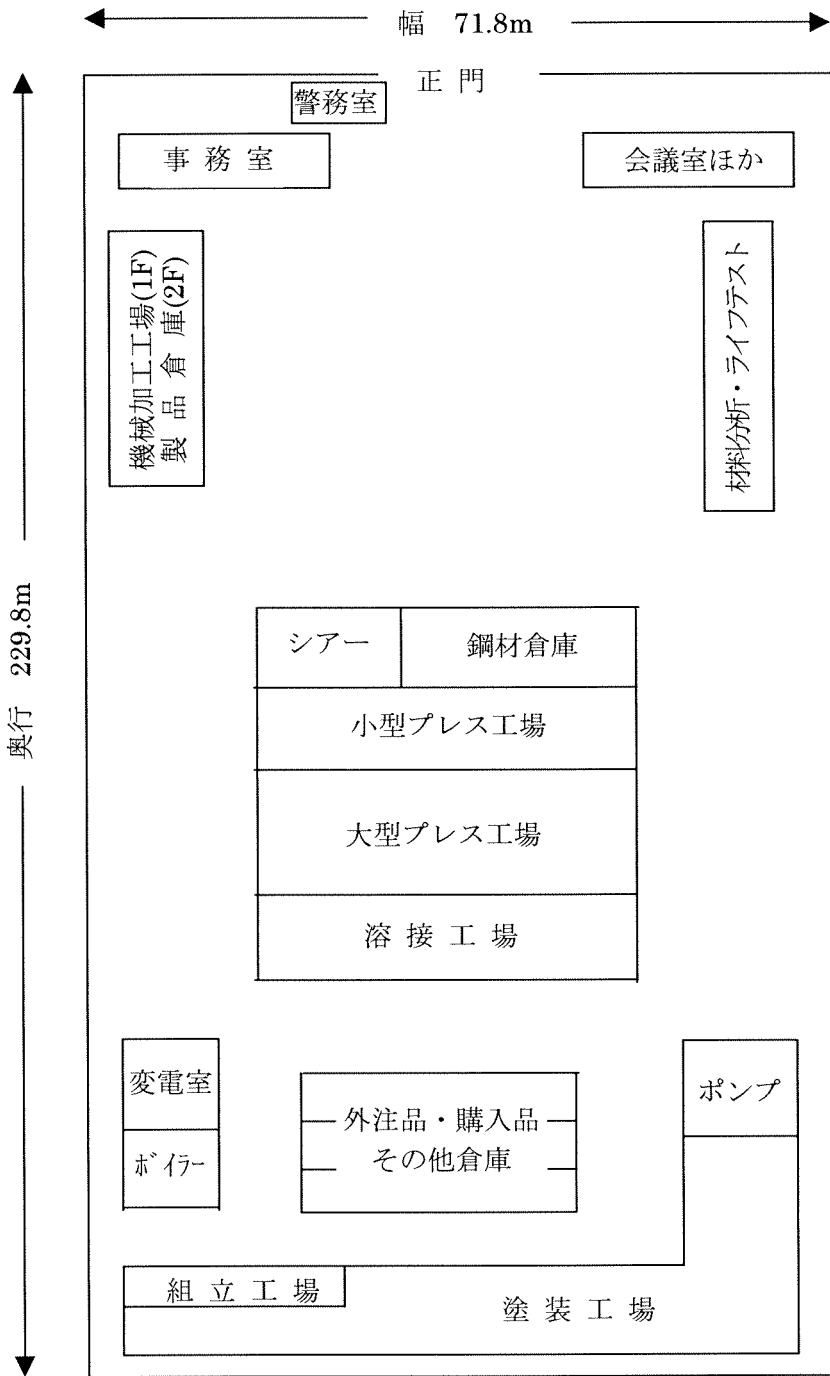 幅 71.8m
正門
警務室
事務室
会議室ほか
機械加工工場(1F)
製品倉庫(2F)
材料分析・ライフテスト
奥行 229.8m
シアー
鋼材倉庫
小型プレス工場
大型プレス工場
溶接工場
変電室
ボイラー
外注品・購入品
その他倉庫
ポンプ
組立工場
塗装工場